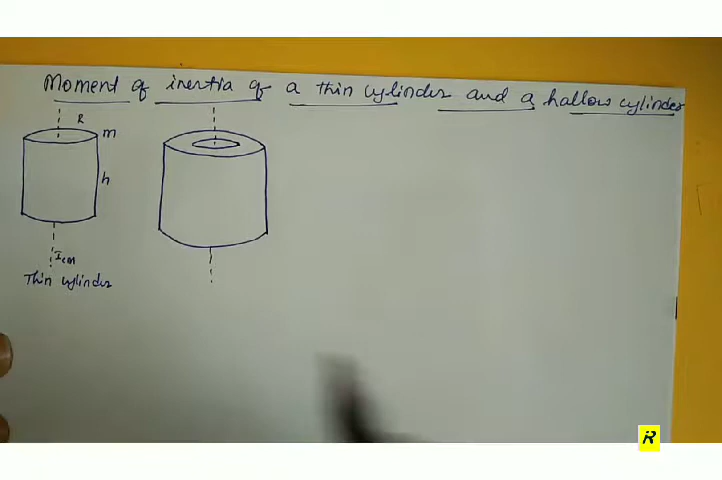 Moment of inertia of a thin cylinder and a hallow cylinder
R
m
h
Icm
Thin cylinder
R